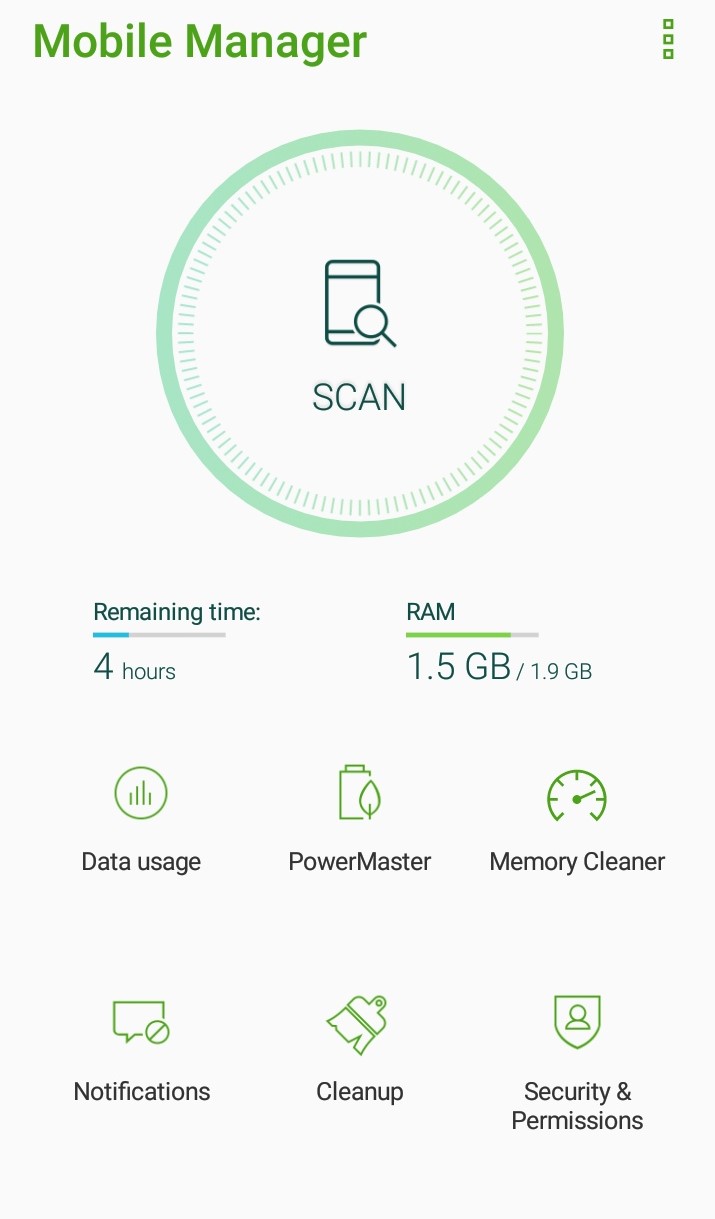 Mobile Manager
SCAN
Remaining time:
4 hours
RAM
1.5 GB / 1.9 GB
Data usage
PowerMaster
Memory Cleaner
Notifications
Cleanup
Security &
Permissions